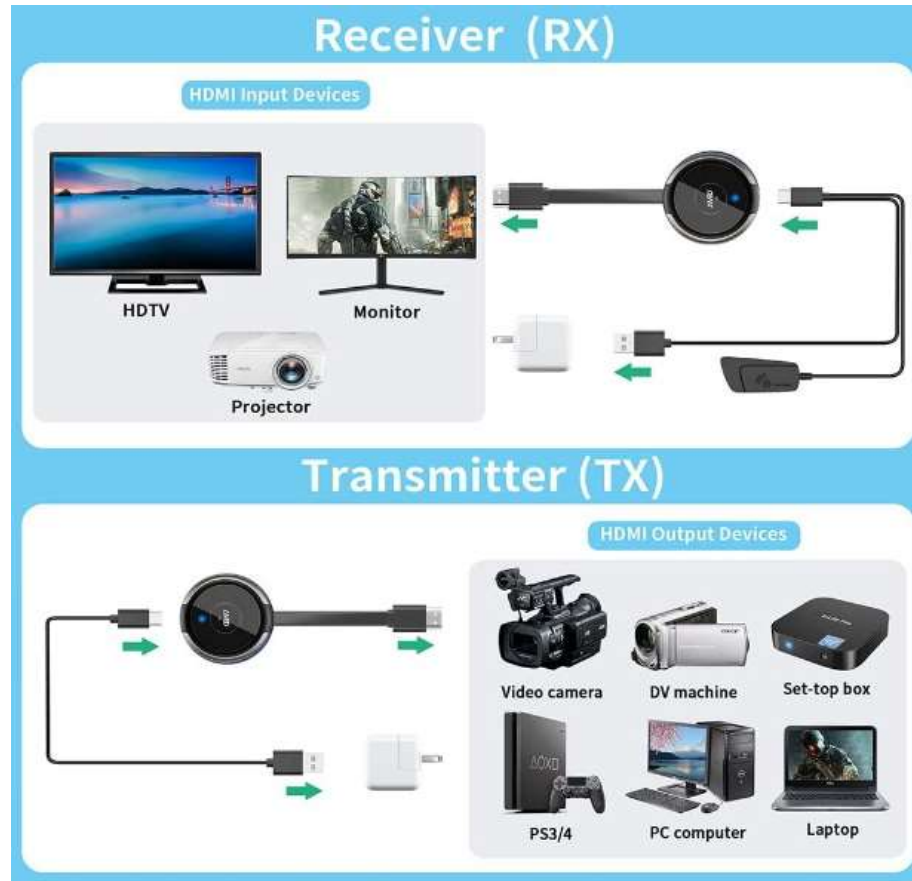 Receiver (RX)
HDMI Input Devices
HDTV
Monitor
Projector
Transmitter (TX)
HDMI Output Devices
Video camera
DV machine
Set-top box
PS3/4
PC computer
Laptop